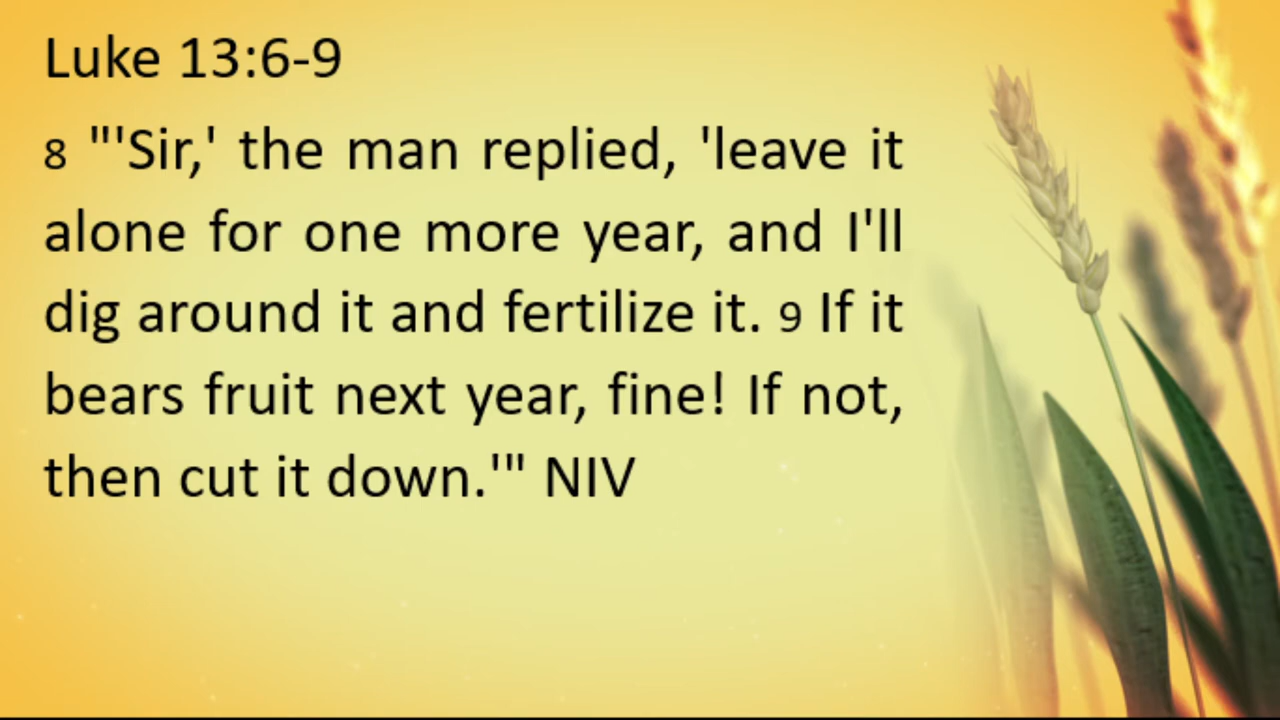 Luke 13:6-9
8 "'Sir,' the man replied, 'leave it
alone for one more year, and I'll
dig around it and fertilize it. 9 If it
bears fruit next year, fine! If not,
then cut it down.'" NIV